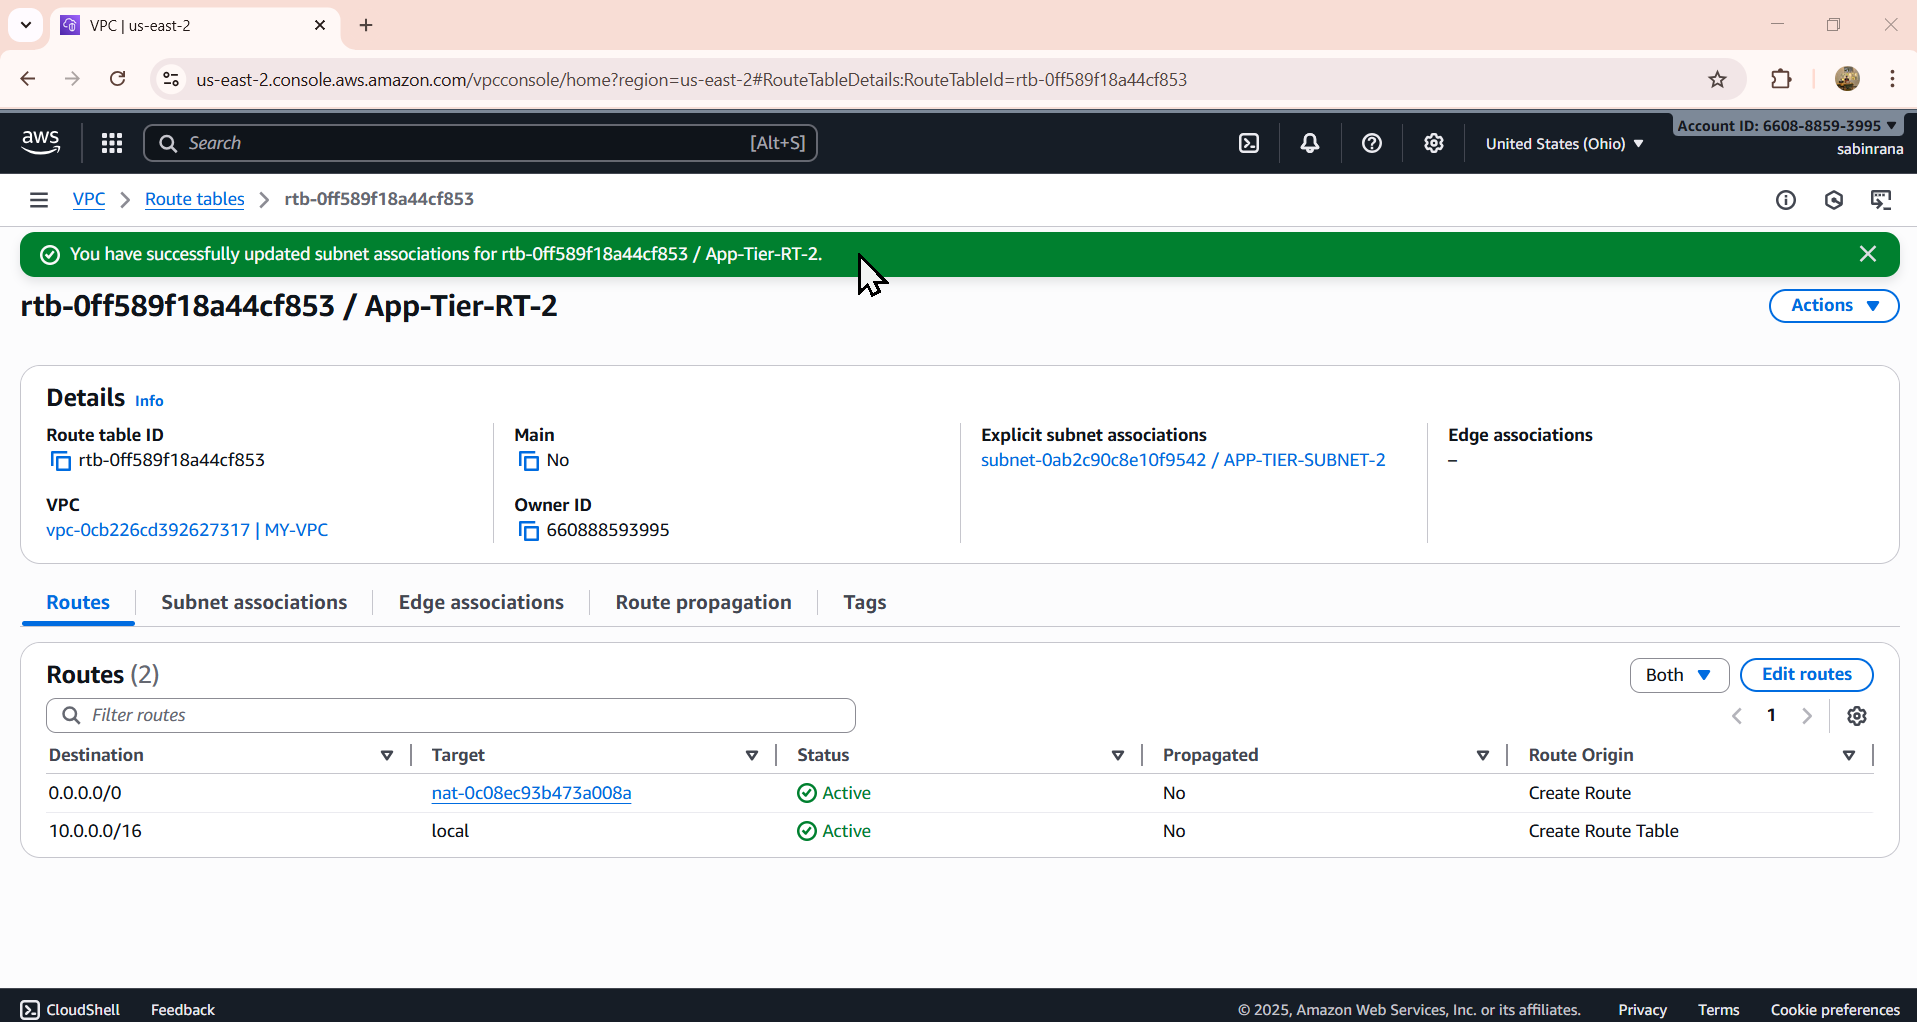 VPC | us-east-2
us-east-2.console.aws.amazon.com/vpcconsole/home?region=us-east-2#RouteTableDetails:RouteTableId=rtb-0ff589f18a44cf853
aws
Search [Alt+S]
United States (Ohio)
Account ID: 6608-8859-3995
sabinrana
VPC Route tables rtb-0ff589f18a44cf853
You have successfully updated subnet associations for rtb-0ff589f18a44cf853 / App-Tier-RT-2.
rtb-0ff589f18a44cf853 / App-Tier-RT-2
Actions
Details Info
Route table ID
rtb-0ff589f18a44cf853
VPC
vpc-0cb226cd392627317 | MY-VPC
Main
No
Owner ID
660888593995
Explicit subnet associations
subnet-0ab2c90c8e10f9542 / APP-TIER-SUBNET-2
Edge associations
–
Routes Subnet associations Edge associations Route propagation Tags
Routes (2)
Both Edit routes
Filter routes
1
Destination Target Status Propagated Route Origin
0.0.0.0/0 nat-0c08ec93b473a008a Active No Create Route
10.0.0.0/16 local Active No Create Route Table
CloudShell Feedback © 2025, Amazon Web Services, Inc. or its affiliates. Privacy Terms Cookie preferences